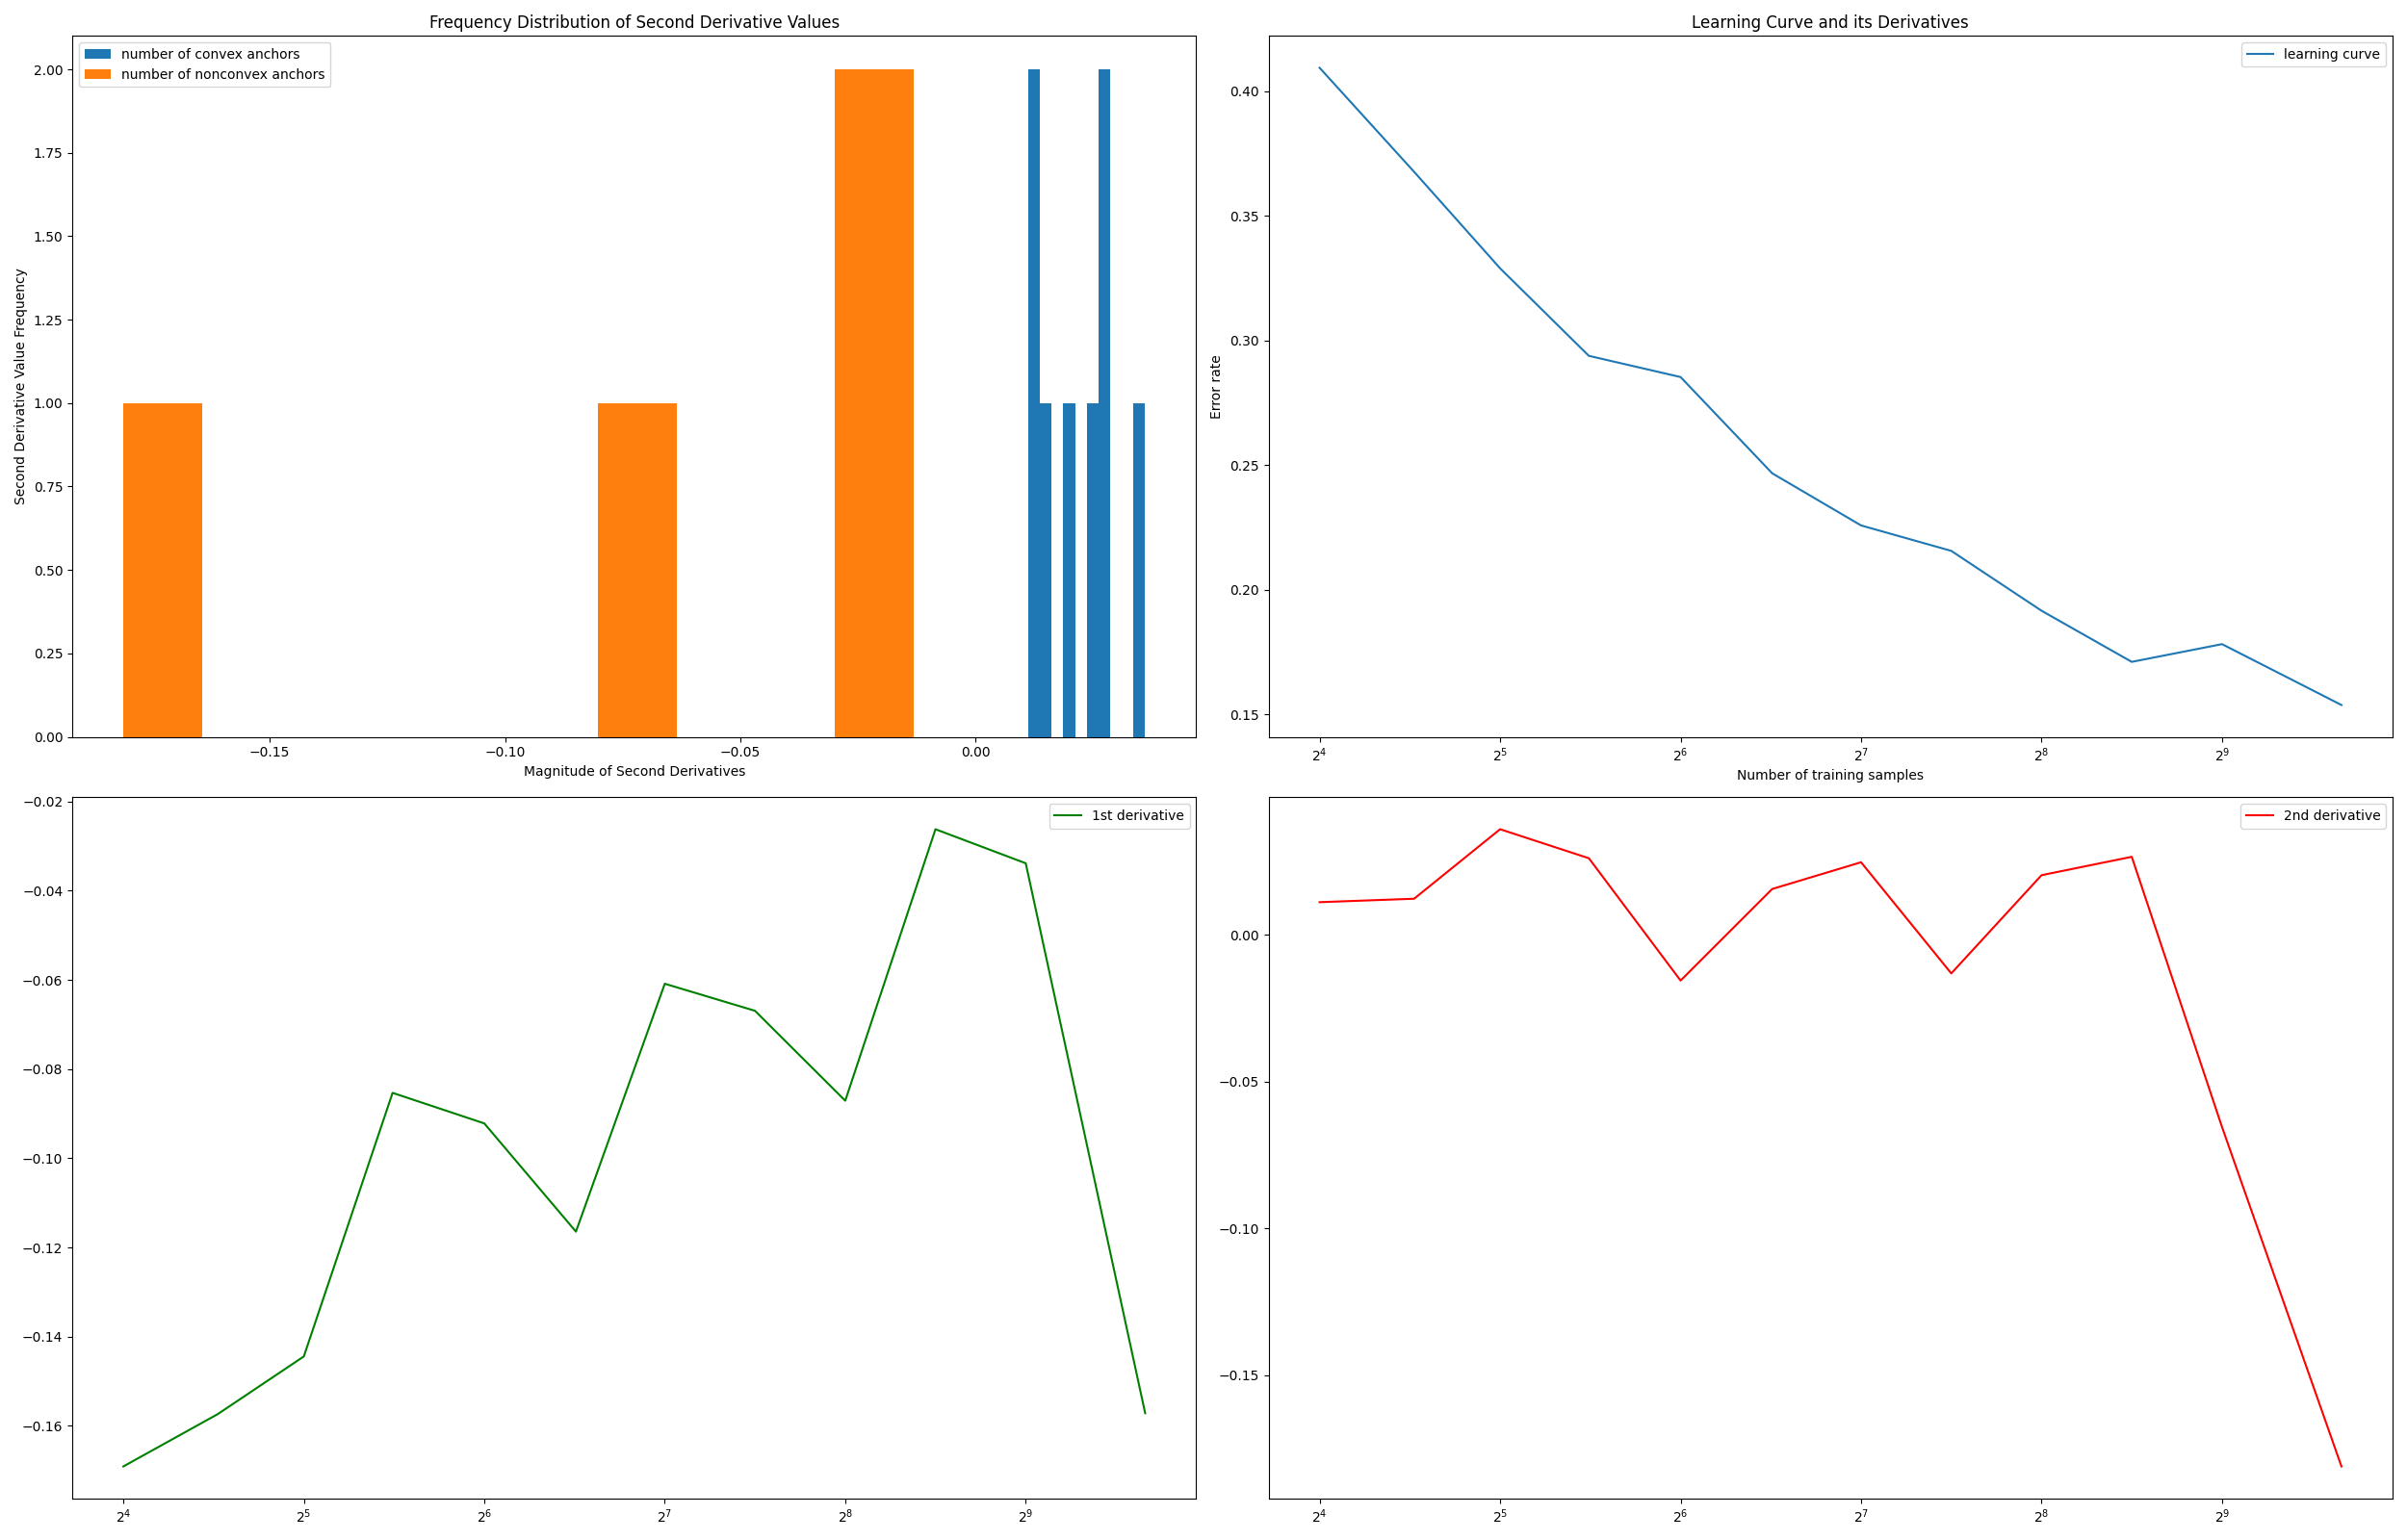 Frequency Distribution of Second Derivative Values
number of convex anchors
number of nonconvex anchors
2.00
1.75
1.50
1.25
1.00
0.75
0.50
0.25
0.00
Second Derivative Value Frequency
−0.15 −0.10 −0.05 0.00
Magnitude of Second Derivatives
Learning Curve and its Derivatives
learning curve
0.40
0.35
0.30
0.25
0.20
0.15
Error rate
2⁴ 2⁵ 2⁶ 2⁷ 2⁸ 2⁹
Number of training samples
1st derivative
−0.02
−0.04
−0.06
−0.08
−0.10
−0.12
−0.14
−0.16
2⁴ 2⁵ 2⁶ 2⁷ 2⁸ 2⁹
2nd derivative
0.00
−0.05
−0.10
−0.15
2⁴ 2⁵ 2⁶ 2⁷ 2⁸ 2⁹